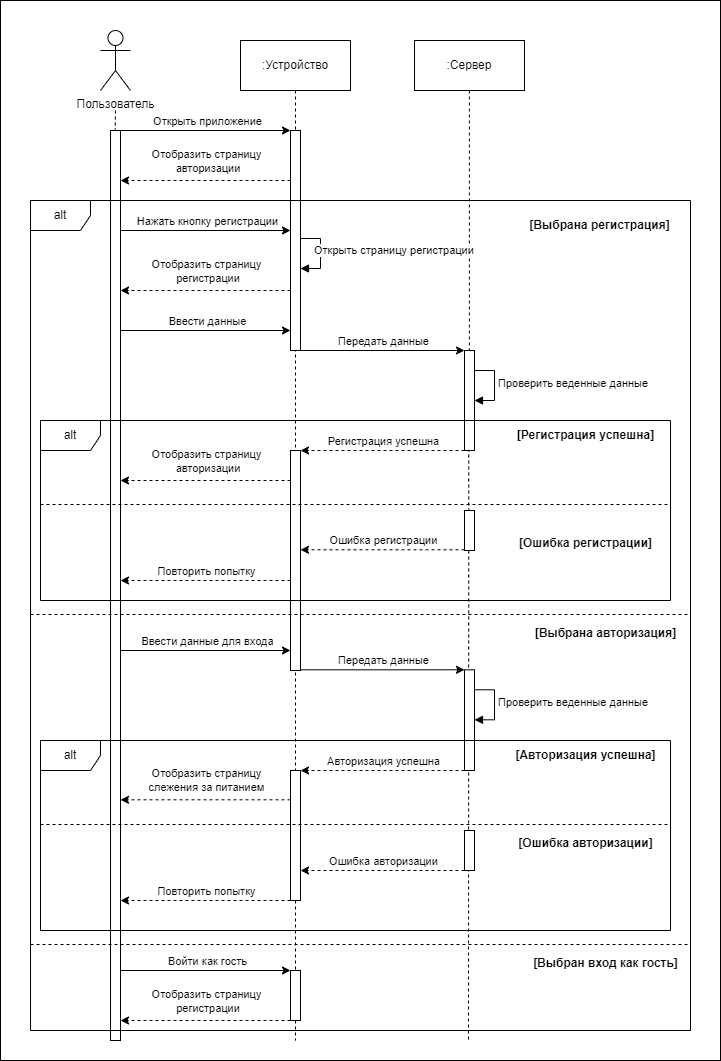 :Устройство
:Сервер
Пользователь
Открыть приложение
Отобразить страницу
авторизации
alt
Нажать кнопку регистрации
[Выбрана регистрация]
Открыть страницу регистрации
Отобразить страницу
регистрации
Ввести данные
Передать данные
Проверить веденные данные
alt
Регистрация успешна
[Регистрация успешна]
Отобразить страницу
авторизации
Ошибка регистрации
[Ошибка регистрации]
Повторить попытку
[Выбрана авторизация]
Ввести данные для входа
Передать данные
Проверить веденные данные
alt
Авторизация успешна
[Авторизация успешна]
Отобразить страницу
слежения за питанием
[Ошибка авторизации]
Ошибка авторизации
Повторить попытку
Войти как гость
[Выбран вход как гость]
Отобразить страницу
регистрации